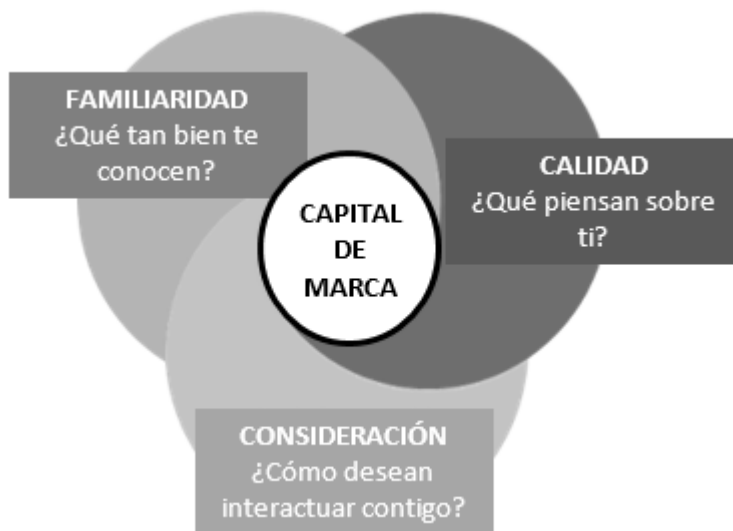 FAMILIARIDAD
¿Qué tan bien te
conocen?
CALIDAD
¿Qué piensan sobre
ti?
CAPITAL
DE
MARCA
CONSIDERACIÓN
¿Cómo desean
interactuar contigo?